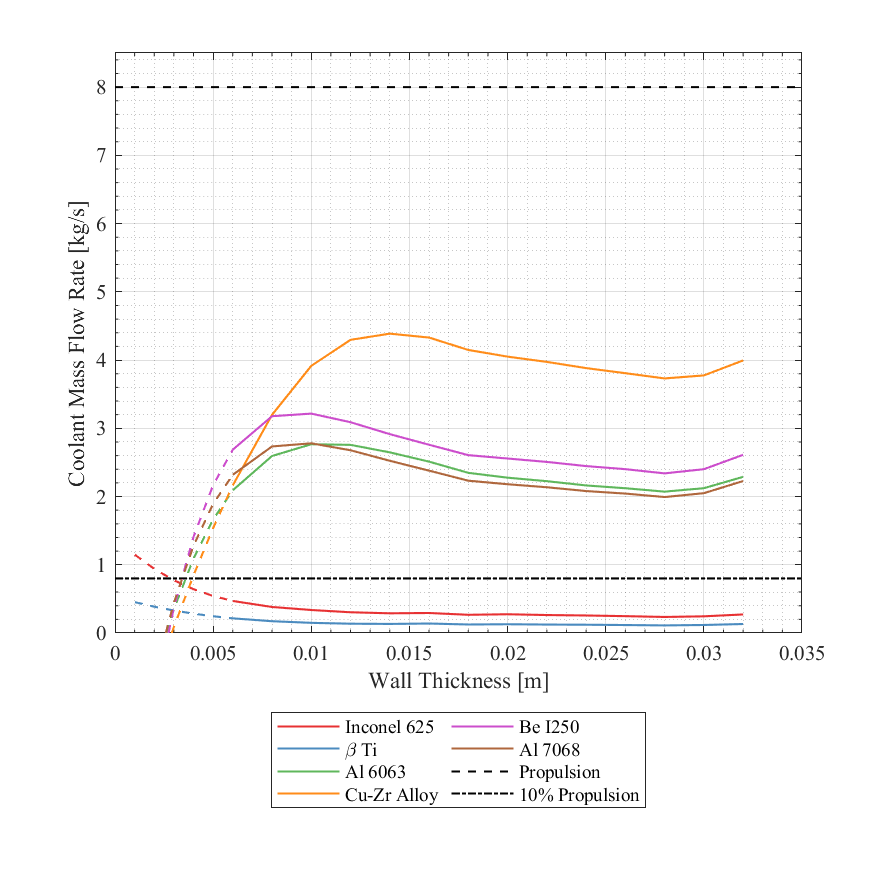 8
7
6
5
4
3
2
1
0
Coolant Mass Flow Rate [kg/s]
0 0.005 0.01 0.015 0.02 0.025 0.03 0.035
Wall Thickness [m]
Inconel 625 Be I250
β Ti Al 7068
Al 6063 Propulsion
Cu-Zr Alloy 10% Propulsion